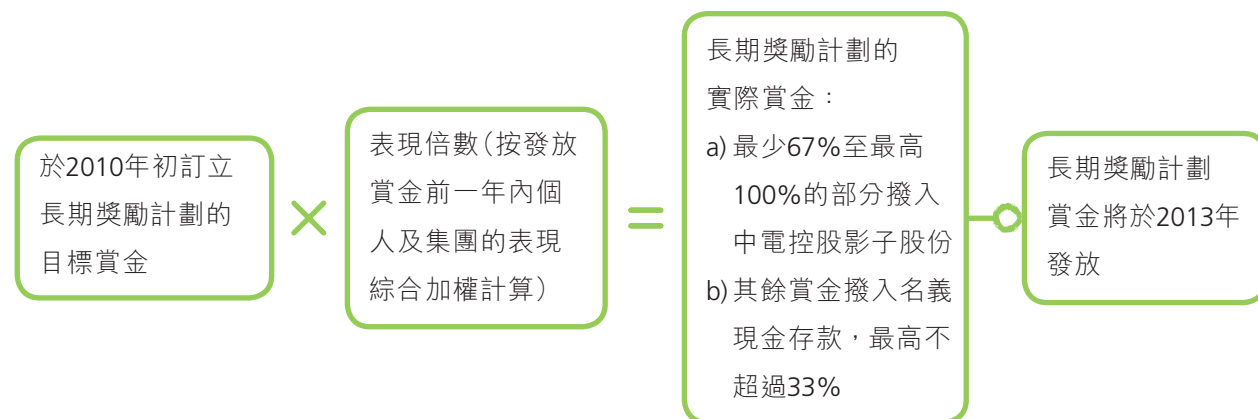 於2010年初訂立
長期獎勵計劃的
目標賞金
×
表現倍數(按發放
賞金前一年內個
人及集團的表現
綜合加權計算)
=
長期獎勵計劃的
實際賞金：
a) 最少67%至最高
100%的部分撥入
中電控股影子股份
b) 其餘賞金撥入名義
現金存款，最高不
超過33%
長期獎勵計劃
賞金將於2013年
發放